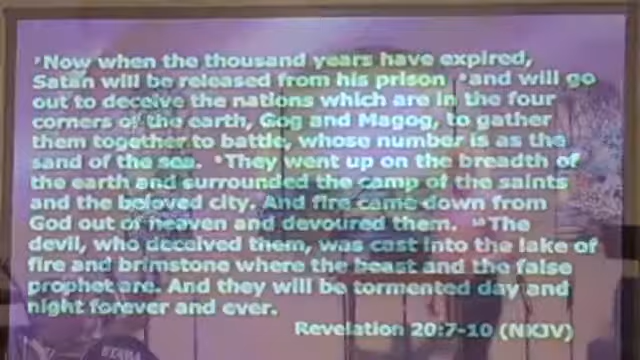 ⁷Now when the thousand years have expired,
Satan will be released from his prison ⁸and will go
out to deceive the nations which are in the four
corners of the earth, Gog and Magog, to gather
them together to battle, whose number is as the
sand of the sea. ⁹They went up on the breadth of
the earth and surrounded the camp of the saints
and the beloved city. And fire came down from
God out of heaven and devoured them. ¹⁰The
devil, who deceived them, was cast into the lake of
fire and brimstone where the beast and the false
prophet are. And they will be tormented day and
night forever and ever.
Revelation 20:7-10 (NKJV)